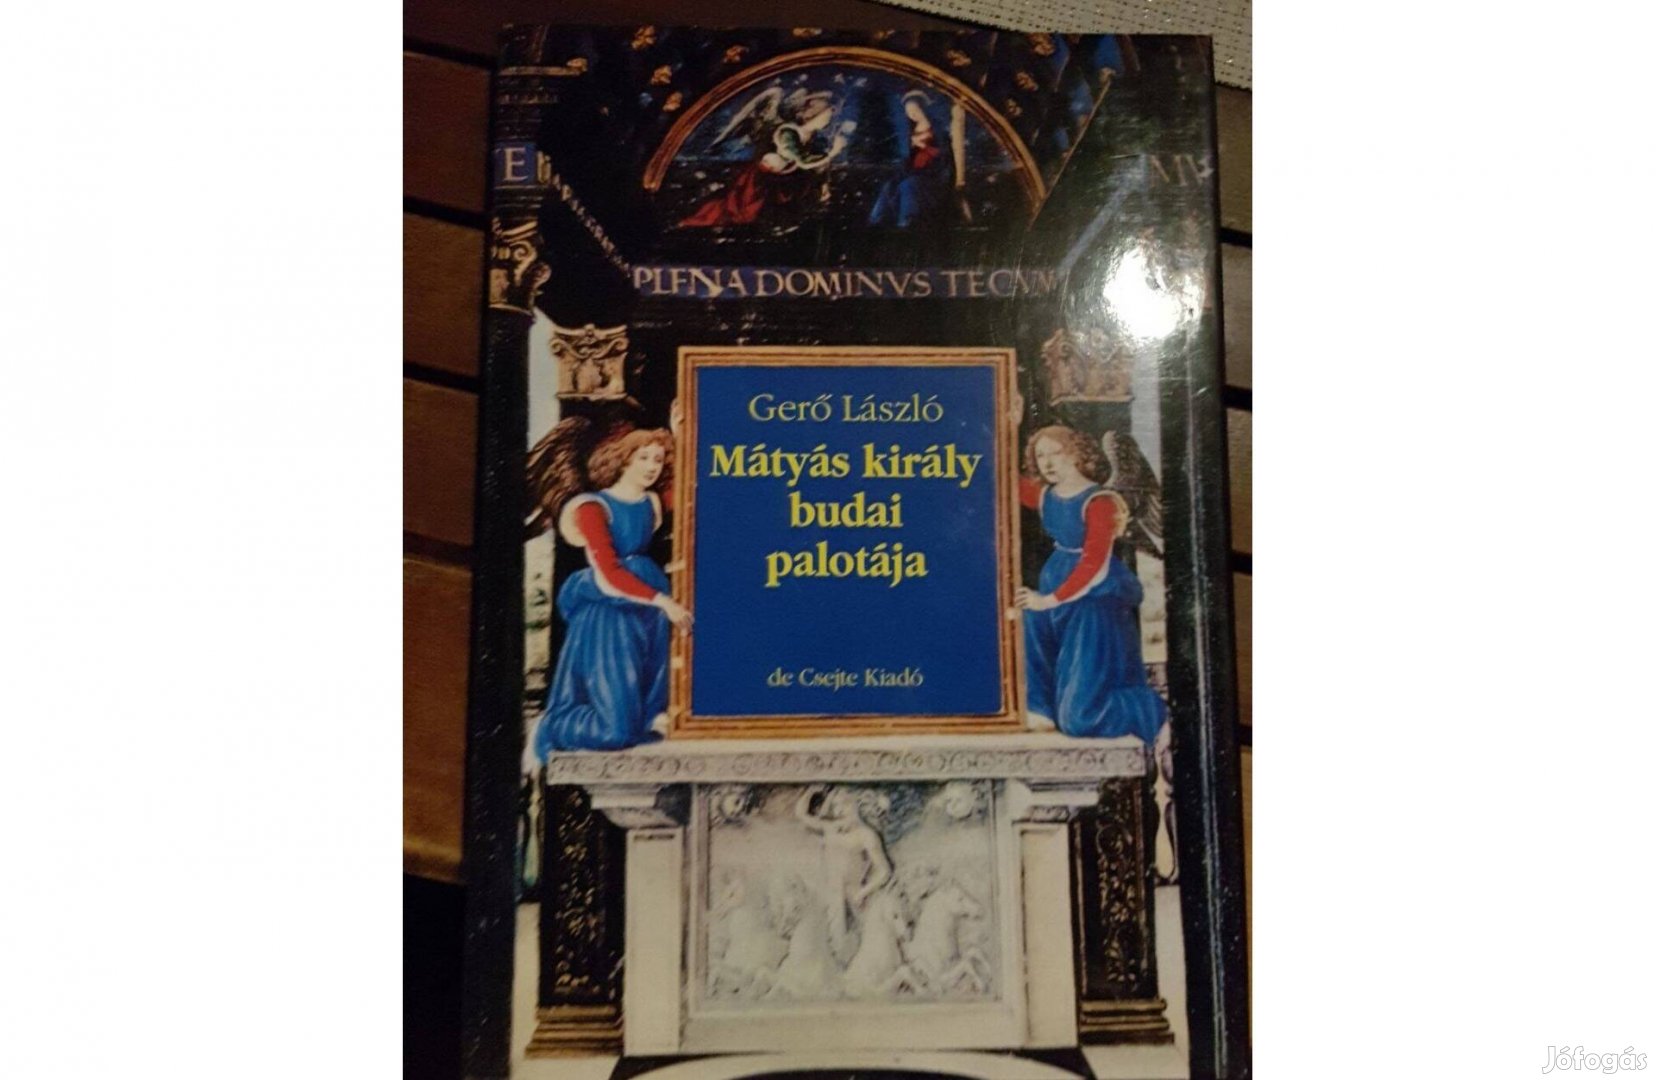 PLENA DOMINVS TECVM
Gerő László
Mátyás király
budai
palotája
de Csejte Kiadó
Jófogás